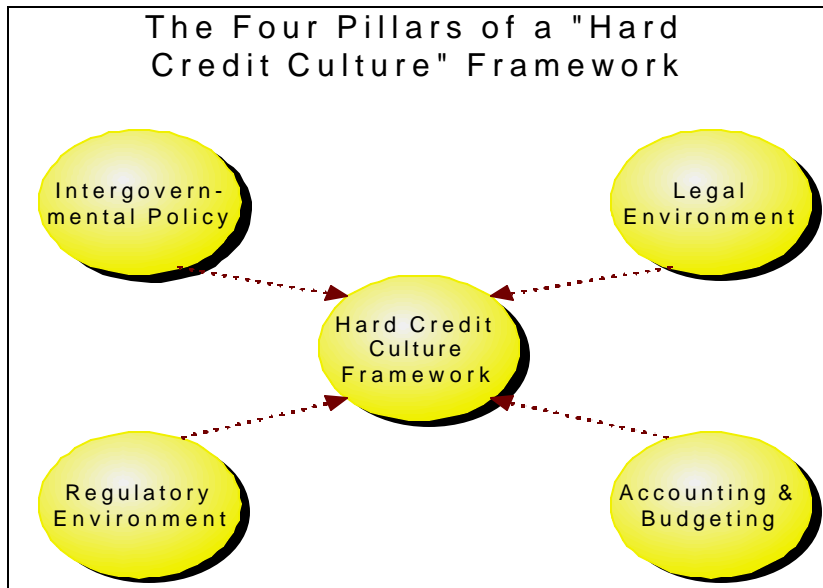 The Four Pillars of a "Hard
Credit Culture" Framework
Intergovern-
mental Policy
Legal
Environment
Hard Credit
Culture
Framework
Regulatory
Environment
Accounting &
Budgeting